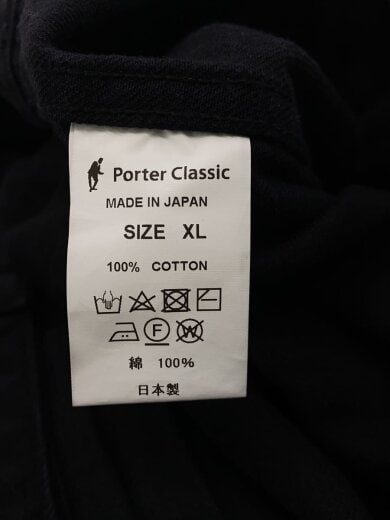 Porter Classic
MADE IN JAPAN
SIZE XL
100% COTTON
F W
綿 100%
日本製